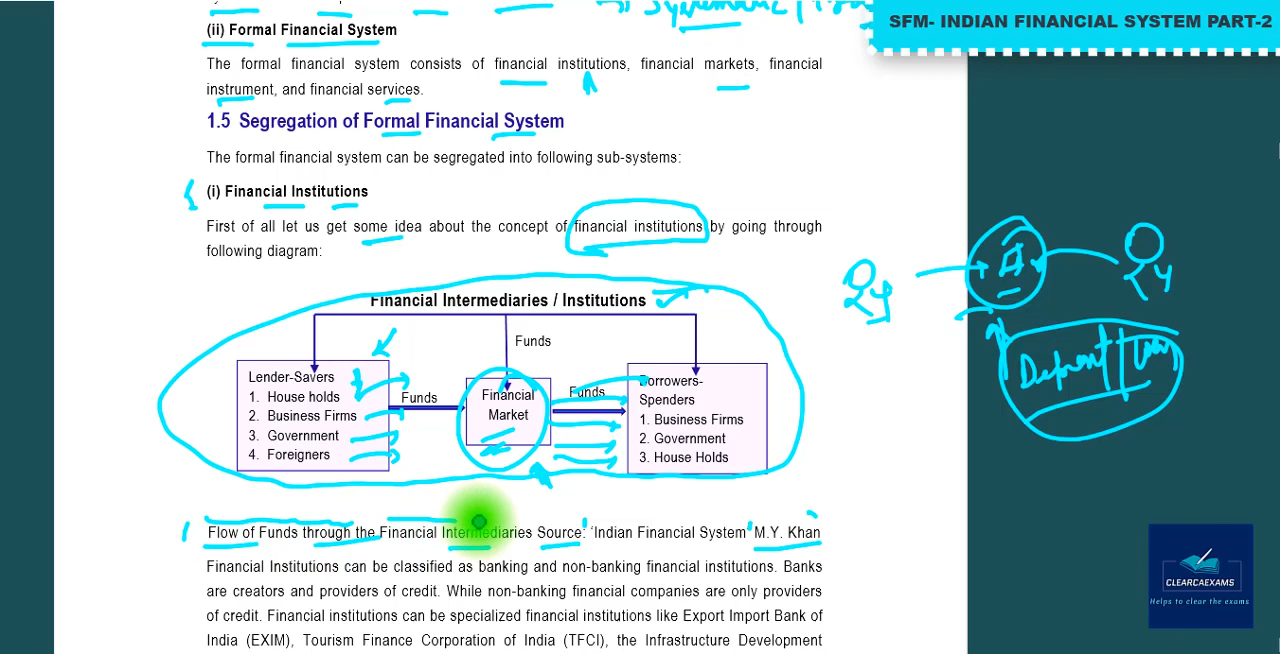 SFM- INDIAN FINANCIAL SYSTEM PART-2
(ii) Formal Financial System
The formal financial system consists of financial institutions, financial markets, financial
instrument, and financial services.
1.5 Segregation of Formal Financial System
The formal financial system can be segregated into following sub-systems:
(i) Financial Institutions
First of all let us get some idea about the concept of financial institutions by going through
following diagram:
Financial Intermediaries / Institutions
Funds
Lender-Savers
1. House holds
2. Business Firms
3. Government
4. Foreigners
Funds
Financial
Market
Funds
Borrowers-
Spenders
1. Business Firms
2. Government
3. House Holds
Deposit / Loan
Flow of Funds through the Financial Intermediaries Source: 'Indian Financial System' M.Y. Khan
Financial Institutions can be classified as banking and non-banking financial institutions. Banks
are creators and providers of credit. While non-banking financial companies are only providers
of credit. Financial institutions can be specialized financial institutions like Export Import Bank of
India (EXIM), Tourism Finance Corporation of India (TFCI), the Infrastructure Development
CLEARCAEXAMS
Helps to clear the exams